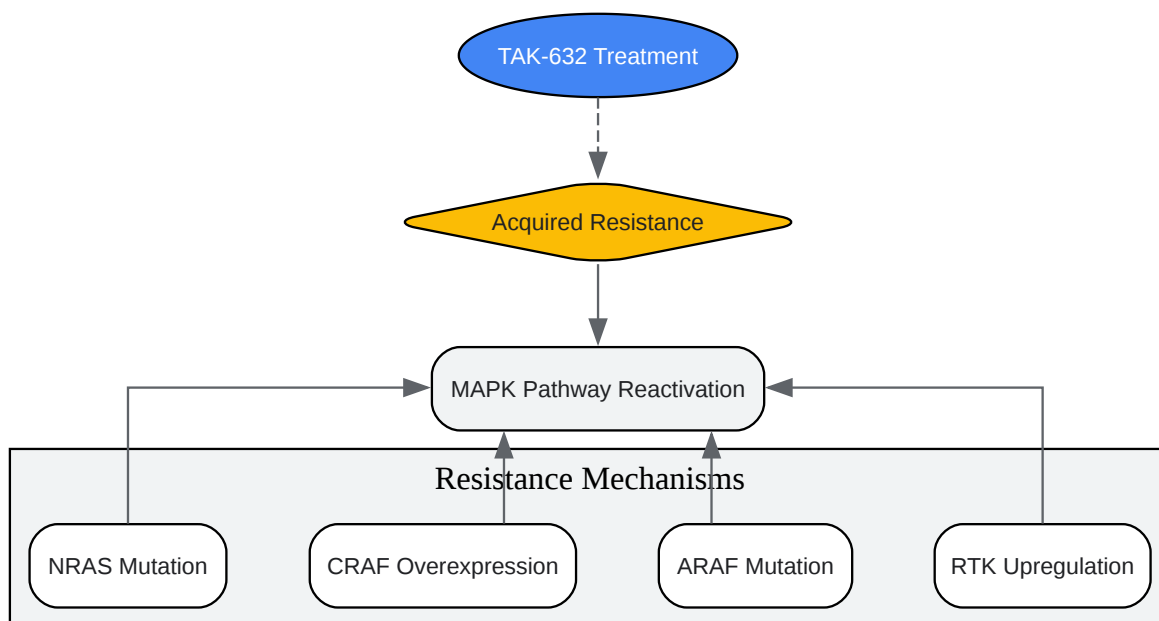 TAK-632 Treatment
Acquired Resistance
MAPK Pathway Reactivation
Resistance Mechanisms
NRAS Mutation
CRAF Overexpression
ARAF Mutation
RTK Upregulation